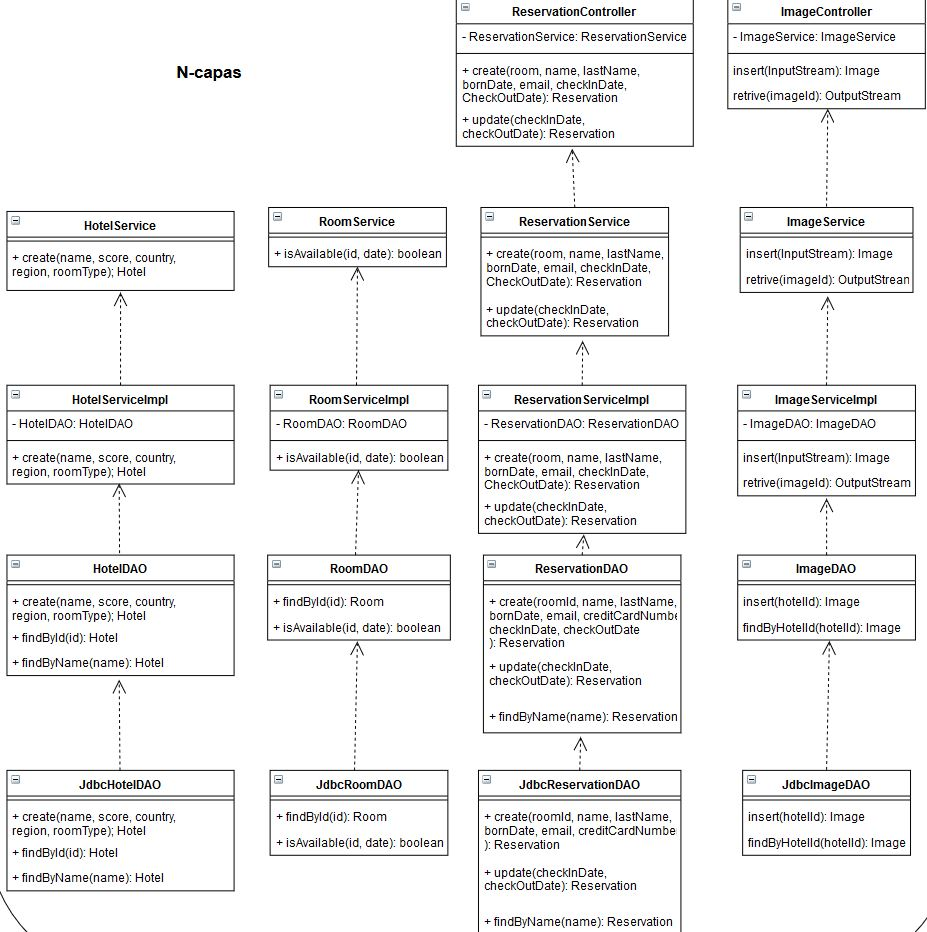 ReservationController
- ReservationService: ReservationService
+ create(room, name, lastName,
bornDate, email, checkInDate,
CheckOutDate): Reservation
+ update(checkInDate,
checkOutDate): Reservation
ImageController
- ImageService: ImageService
insert(InputStream): Image
retrive(imageId): OutputStream
N-capas
HotelService
+ create(name, score, country,
region, roomType); Hotel
RoomService
+ isAvailable(id, date): boolean
ReservationService
+ create(room, name, lastName,
bornDate, email, checkInDate,
CheckOutDate): Reservation
+ update(checkInDate,
checkOutDate): Reservation
ImageService
insert(InputStream): Image
retrive(imageId): OutputStream
HotelServiceImpl
- HotelDAO: HotelDAO
+ create(name, score, country,
region, roomType); Hotel
RoomServiceImpl
- RoomDAO: RoomDAO
+ isAvailable(id, date): boolean
ReservationServiceImpl
- ReservationDAO: ReservationDAO
+ create(room, name, lastName,
bornDate, email, checkInDate,
CheckOutDate): Reservation
+ update(checkInDate,
checkOutDate): Reservation
ImageServiceImpl
- ImageDAO: ImageDAO
insert(InputStream): Image
retrive(imageId): OutputStream
HotelDAO
+ create(name, score, country,
region, roomType): Hotel
+ findById(id): Hotel
+ findByName(name): Hotel
RoomDAO
+ findById(id): Room
+ isAvailable(id, date): boolean
ReservationDAO
+ create(roomId, name, lastName,
bornDate, email, creditCardNumbe
checkInDate, checkOutDate
): Reservation
+ update(checkInDate,
checkOutDate): Reservation
+ findByName(name): Reservation
ImageDAO
insert(hotelId): Image
findByHotelId(hotelId): Image
JdbcHotelDAO
+ create(name, score, country,
region, roomType): Hotel
+ findById(id): Hotel
+ findByName(name): Hotel
JdbcRoomDAO
+ findById(id): Room
+ isAvailable(id, date): boolean
JdbcReservationDAO
+ create(roomId, name, lastName,
bornDate, email, creditCardNumbe
): Reservation
+ update(checkInDate,
checkOutDate): Reservation
+ findByName(name): Reservation
JdbcImageDAO
insert(hotelId): Image
findByHotelId(hotelId): Image